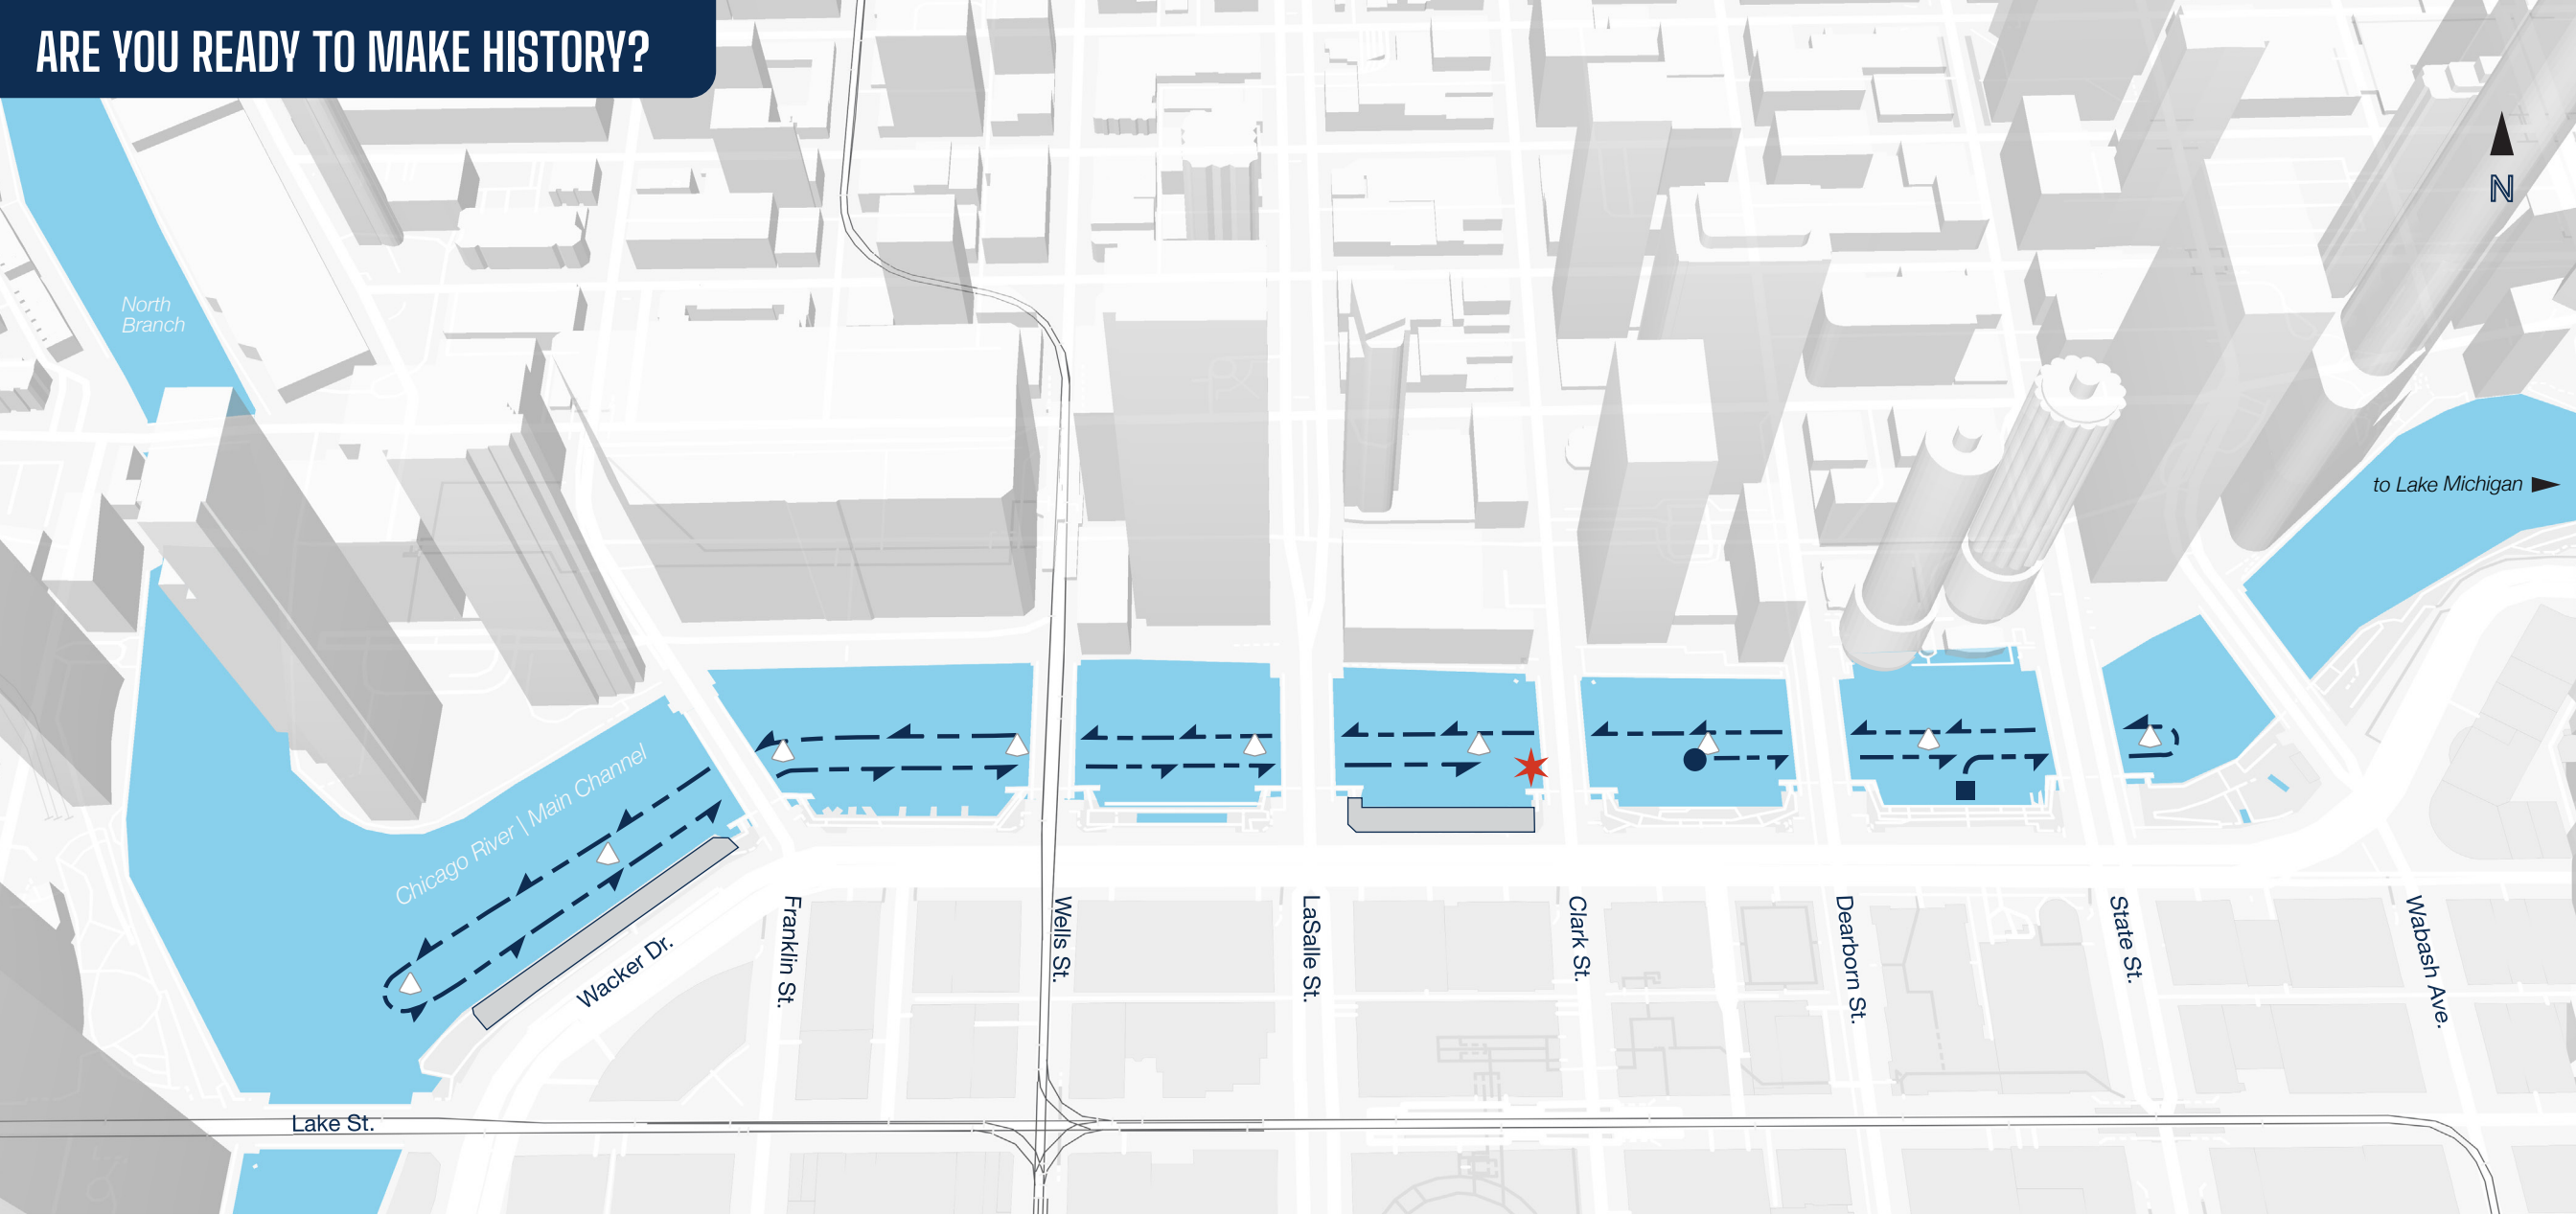 ARE YOU READY TO MAKE HISTORY?
N
North
Branch
to Lake Michigan
Chicago River | Main Channel
Wacker Dr.
Franklin St.
Wells St.
LaSalle St.
Clark St.
Dearborn St.
State St.
Wabash Ave.
Lake St.